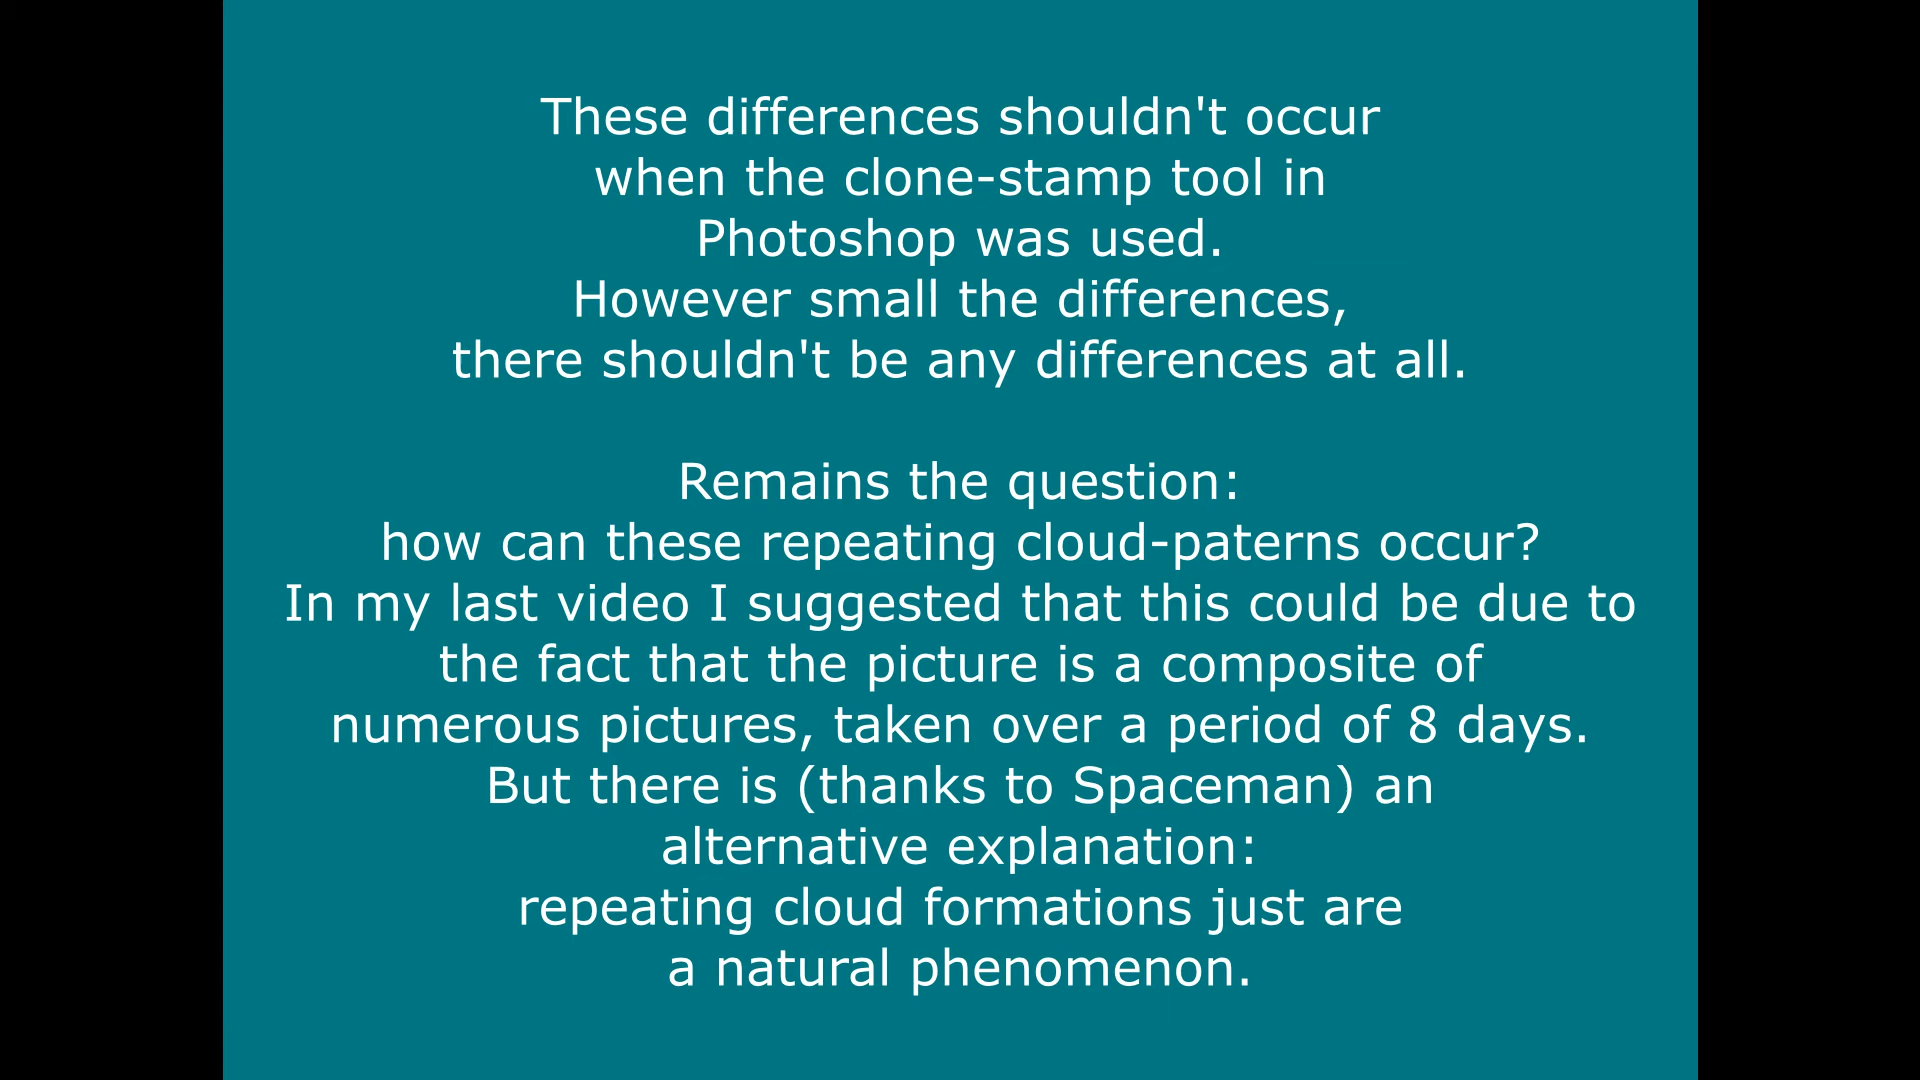 These differences shouldn't occur
when the clone-stamp tool in
Photoshop was used.
However small the differences,
there shouldn't be any differences at all.
Remains the question:
how can these repeating cloud-paterns occur?
In my last video I suggested that this could be due to
the fact that the picture is a composite of
numerous pictures, taken over a period of 8 days.
But there is (thanks to Spaceman) an
alternative explanation:
repeating cloud formations just are
a natural phenomenon.